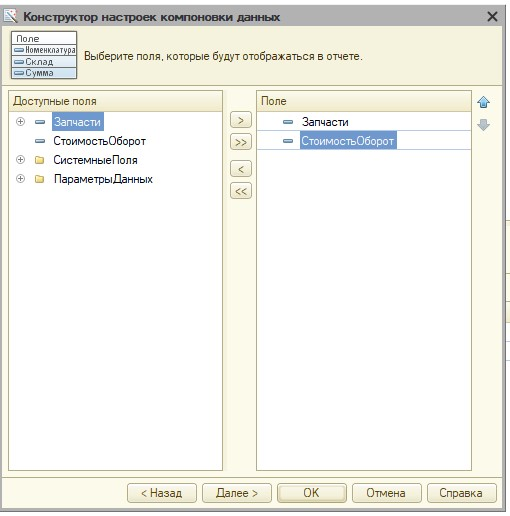 Конструктор настроек компоновки данных
Поле
Номенклатура
Склад
Сумма
Выберите поля, которые будут отображаться в отчете.
Доступные поля
Запчасти
СтоимостьОборот
СистемныеПоля
ПараметрыДанных
>
>>
<
<<
Поле
Запчасти
СтоимостьОборот
< Назад
Далее >
OK
Отмена
Справка